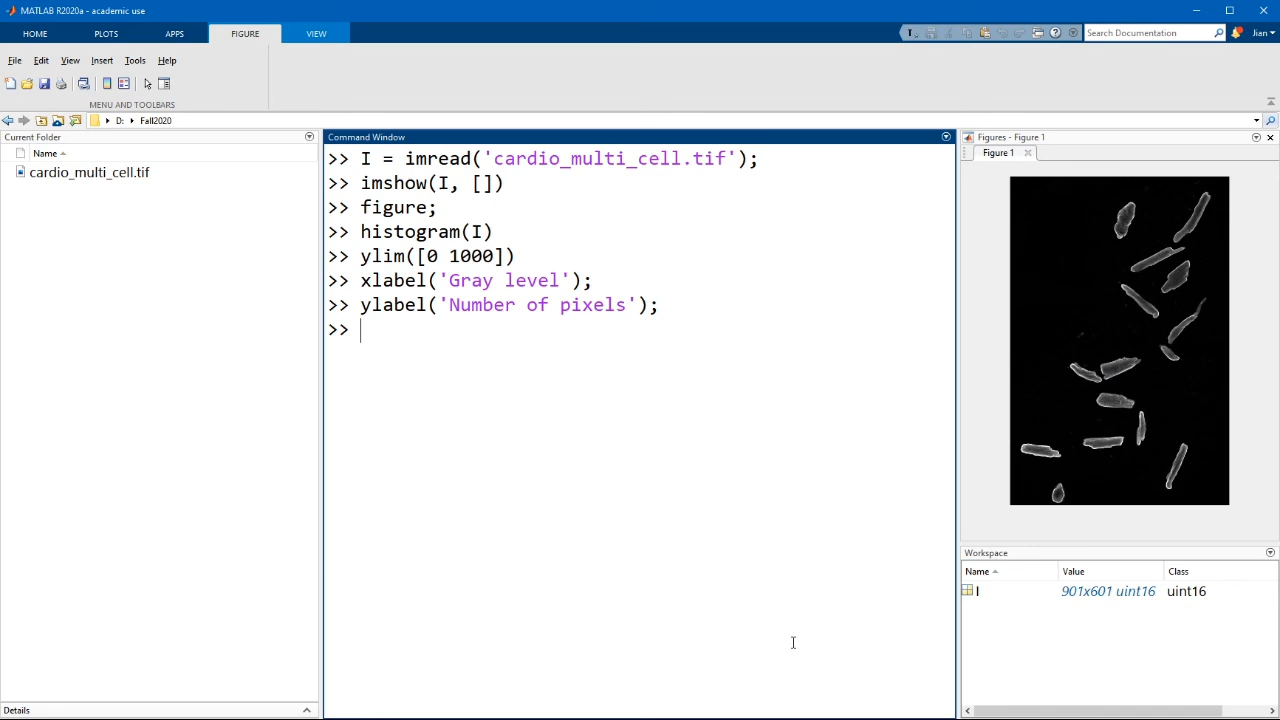 MATLAB R2020a - academic use
HOME PLOTS APPS FIGURE VIEW
Search Documentation Jian
File Edit View Insert Tools Help
MENU AND TOOLBARS
D: Fall2020
Current Folder
Name
cardio_multi_cell.tif
Details
Command Window
>> I = imread('cardio_multi_cell.tif');
>> imshow(I, [])
>> figure;
>> histogram(I)
>> ylim([0 1000])
>> xlabel('Gray level');
>> ylabel('Number of pixels');
>>
Figures - Figure 1
Figure 1
Workspace
Name Value Class
I 901x601 uint16 uint16